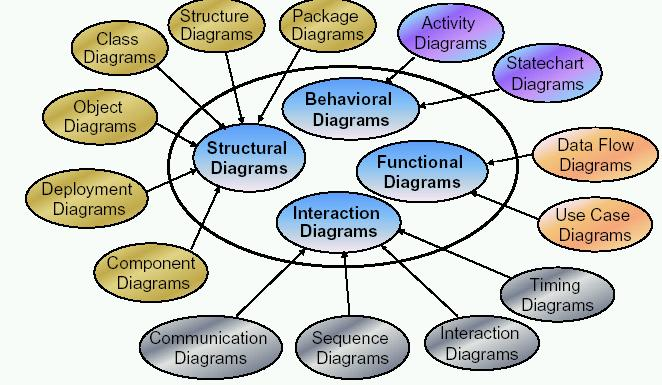 Structure
Diagrams
Package
Diagrams
Activity
Diagrams
Class
Diagrams
Statechart
Diagrams
Behavioral
Diagrams
Object
Diagrams
Structural
Diagrams
Functional
Diagrams
Data Flow
Diagrams
Deployment
Diagrams
Interaction
Diagrams
Use Case
Diagrams
Component
Diagrams
Timing
Diagrams
Communication
Diagrams
Sequence
Diagrams
Interaction
Diagrams